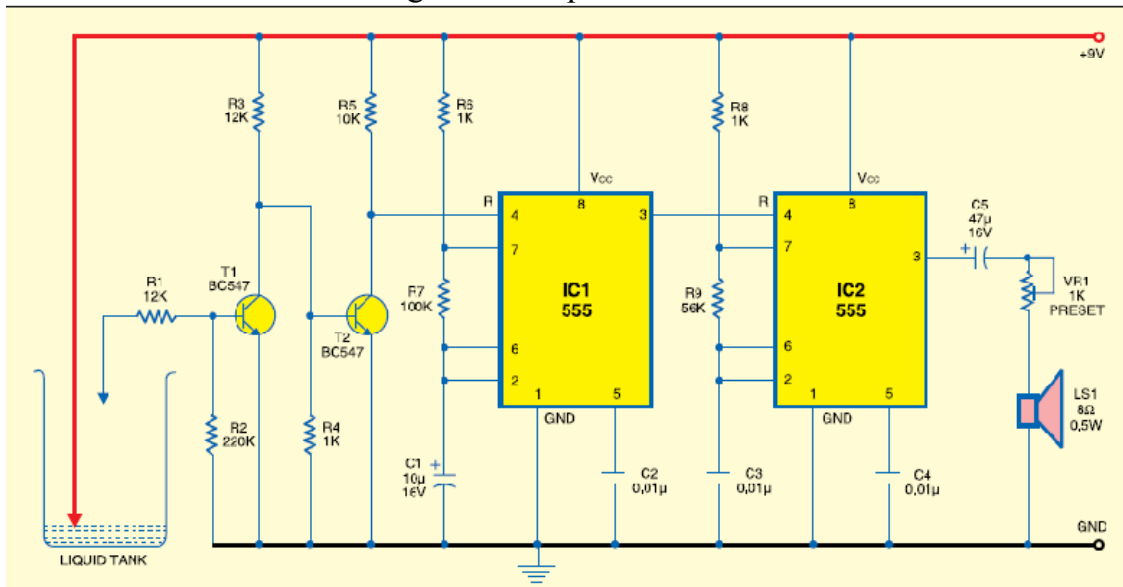 +9V
R3
12K
R5
10K
R6
1K
R8
1K
Vcc
Vcc
R
4
8
3
R
4
8
C5
47µ
16V
+
7
7
3
T1
BC547
R1
12K
R7
100K
IC1
555
R9
56K
IC2
555
VR1
1K
PRESET
T2
BC547
6
2
6
2
1
5
1
5
GND
GND
LS1
8Ω
0,5W
R2
220K
R4
1K
C1
10µ
16V
+
C2
0,01µ
C3
0,01µ
C4
0,01µ
GND
LIQUID TANK